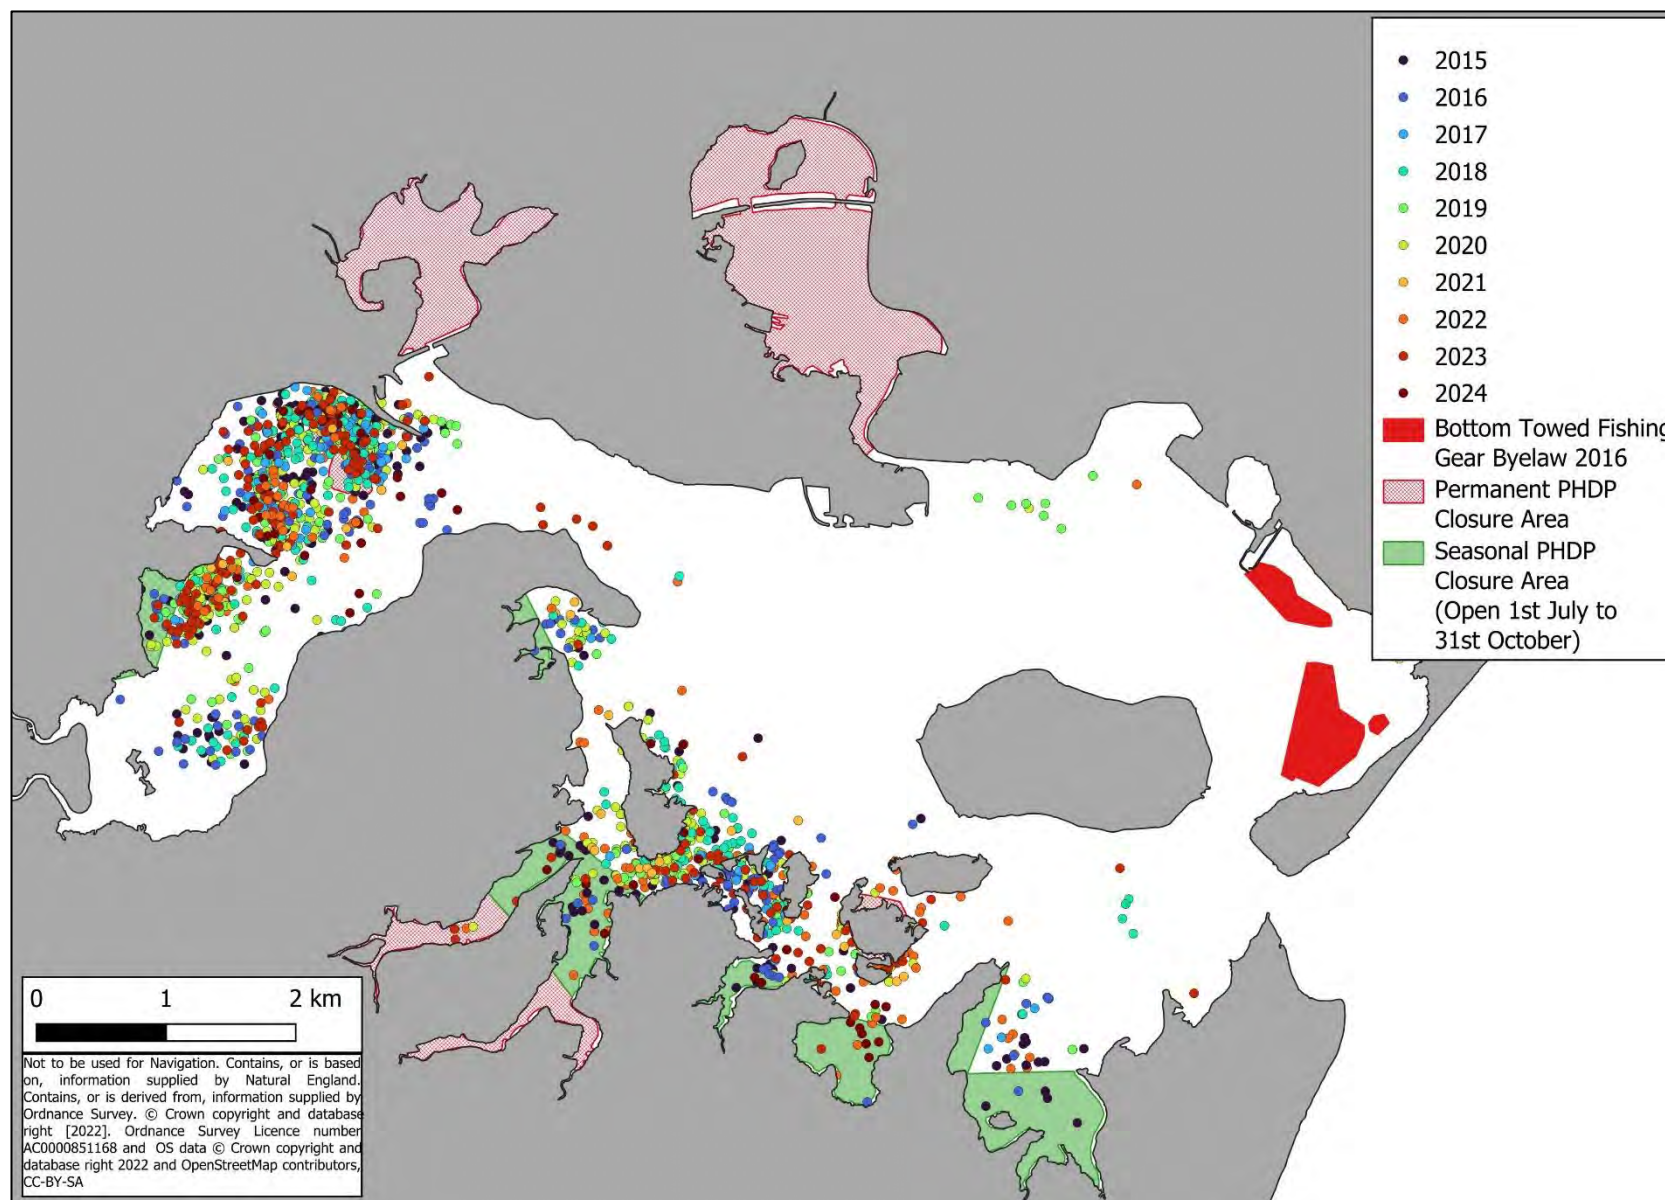 2015
2016
2017
2018
2019
2020
2021
2022
2023
2024
Bottom Towed Fishing
Gear Byelaw 2016
Permanent PHDP
Closure Area
Seasonal PHDP
Closure Area
(Open 1st July to
31st October)
0 1 2 km
Not to be used for Navigation. Contains, or is based
on, information supplied by Natural England.
Contains, or is derived from, information supplied by
Ordnance Survey. © Crown copyright and database
right [2022]. Ordnance Survey Licence number
AC0000851168 and OS data © Crown copyright and
database right 2022 and OpenStreetMap contributors,
CC-BY-SA